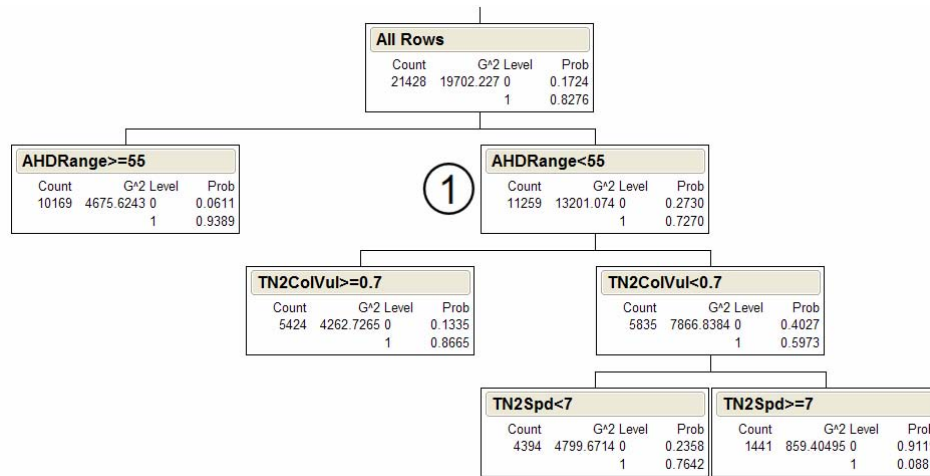 All Rows
Count G^2 Level Prob
21428 19702.227 0 0.1724
1 0.8276
AHDRange>=55
Count G^2 Level Prob
10169 4675.6243 0 0.0611
1 0.9389
1
AHDRange<55
Count G^2 Level Prob
11259 13201.074 0 0.2730
1 0.7270
TN2ColVul>=0.7
Count G^2 Level Prob
5424 4262.7265 0 0.1335
1 0.8665
TN2ColVul<0.7
Count G^2 Level Prob
5835 7866.8384 0 0.4027
1 0.5973
TN2Spd<7
Count G^2 Level Prob
4394 4799.6714 0 0.2358
1 0.7642
TN2Spd>=7
Count G^2 Level Prob
1441 859.40495 0 0.911
1 0.088